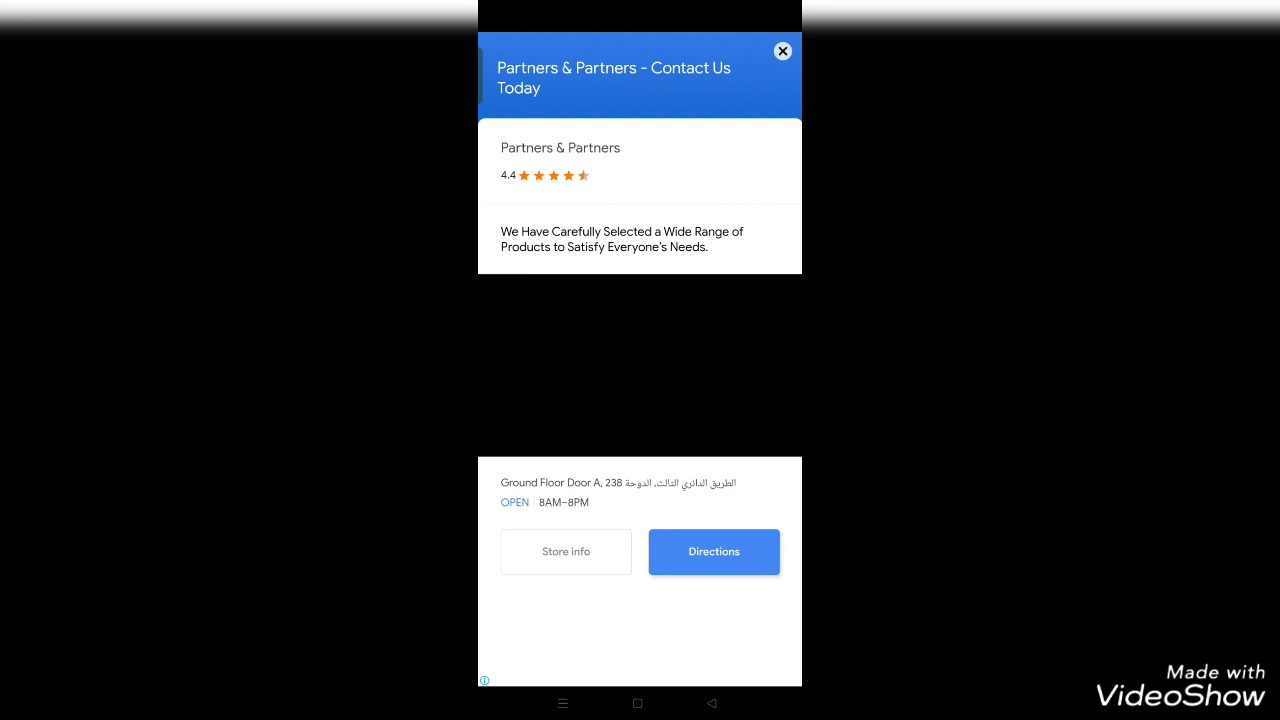 Partners & Partners - Contact Us
Today
Partners & Partners
4.4
We Have Carefully Selected a Wide Range of
Products to Satisfy Everyone's Needs.
Ground Floor Door A, 238 الطريق الدائري الثالث، الدوحة
OPEN 8AM–8PM
Store info
Directions
Made with
VideoShow